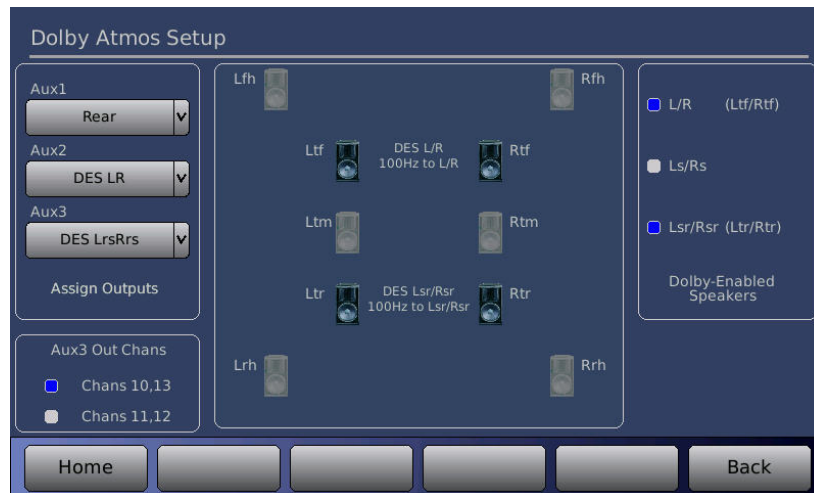 Dolby Atmos Setup
Aux1
Rear
Aux2
DES LR
Aux3
DES LrsRrs
Assign Outputs
Aux3 Out Chans
Chans 10,13
Chans 11,12
Lfh
Rfh
Ltf
DES L/R
100Hz to L/R
Rtf
Ltm
Rtm
Ltr
DES Lsr/Rsr
100Hz to Lsr/Rsr
Rtr
Lrh
Rrh
L/R (Ltf/Rtf)
Ls/Rs
Lsr/Rsr (Ltr/Rtr)
Dolby-Enabled
Speakers
Home
Back